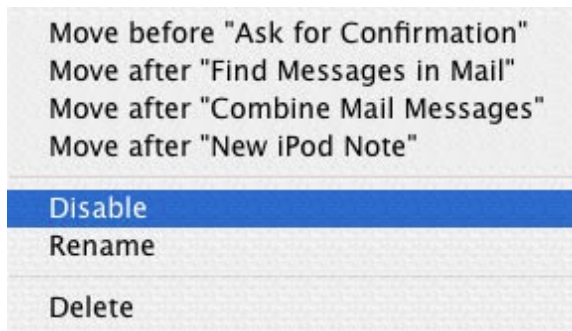 Move before "Ask for Confirmation"
Move after "Find Messages in Mail"
Move after "Combine Mail Messages"
Move after "New iPod Note"
Disable
Rename
Delete